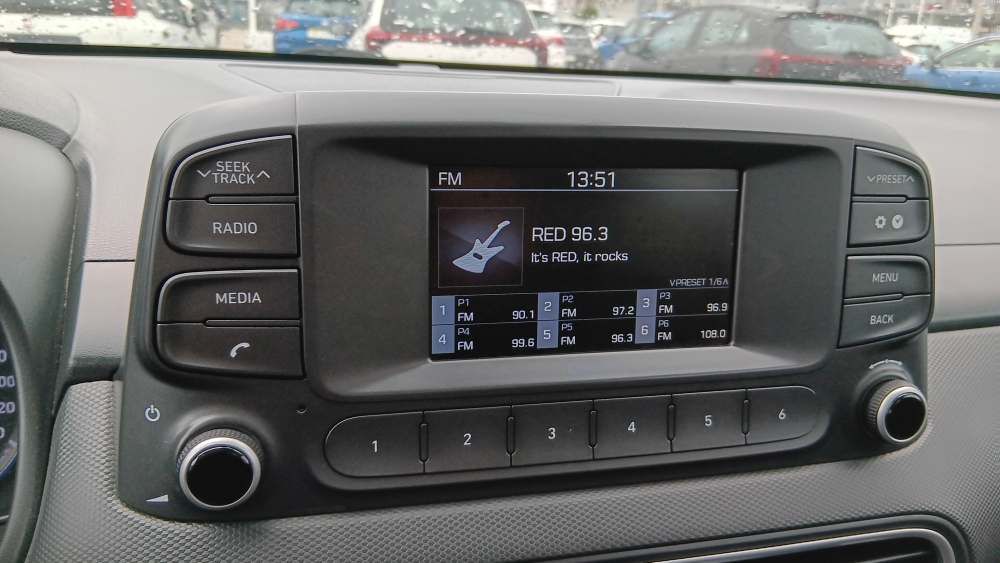 SEEK
TRACK
RADIO
MEDIA
FM 13:51
RED 96.3
It's RED, it rocks
PRESET 1/6
1 P1 FM 90.1
2 P2 FM 97.2
3 P3 FM 96.9
4 P4 FM 99.6
5 P5 FM 96.3
6 P6 FM 108.0
PRESET
MENU
BACK
1 2 3 4 5 6
00
20